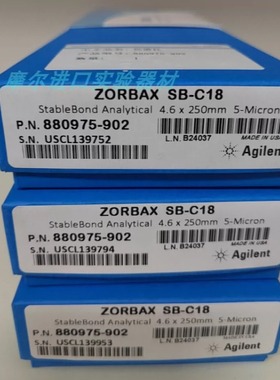 摩尔进口实验器材
ZORBAX SB-C18
StableBond Analytical 4.6 x 250mm 5-Micron
P.N. 880975-902
L.N. B24037
MADE IN USA
S.N. USCL139752
Agilent
ZORBAX SB-C18
StableBond Analytical 4.6 x 250mm 5-Micron
P.N. 880975-902
L.N. B24037
MADE IN USA
S.N. USCL139794
Agilent
ZORBAX SB-C18
StableBond Analytical 4.6 x 250mm 5-Micron
P.N. 880975-902
L.N. B24037
MADE IN USA
S.N. USCL139953
Agilent